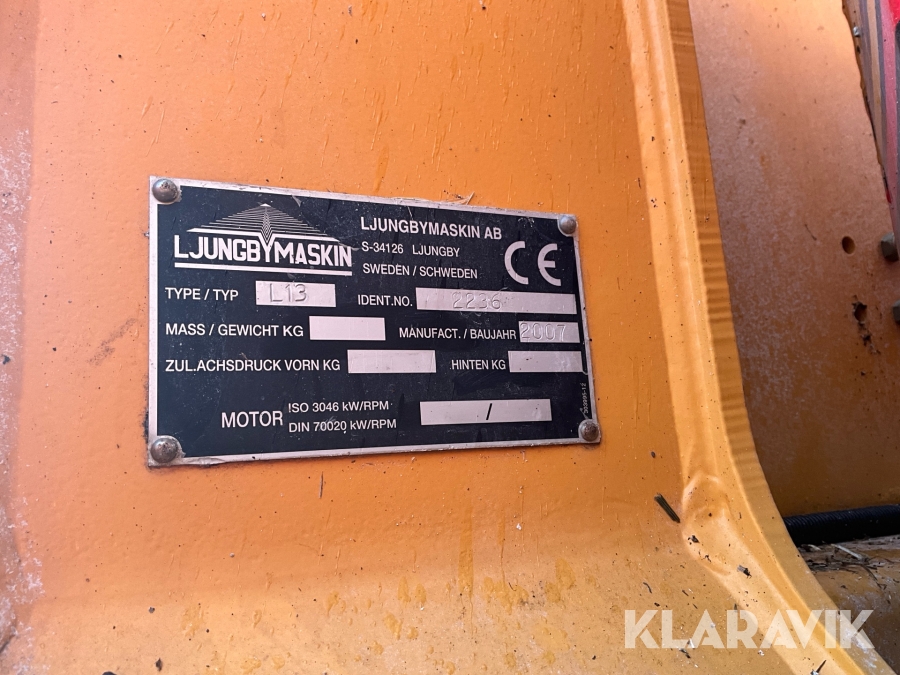 LJUNGBYMASKIN
LJUNGBYMASKIN AB
S-34126 LJUNGBY
SWEDEN / SCHWEDEN
CE
TYPE / TYP L13
IDENT.NO. 2236
MASS / GEWICHT KG
MANUFACT. / BAUJAHR 2007
ZUL.ACHSDRUCK VORN KG
HINTEN KG
MOTOR
ISO 3046 kW/RPM
DIN 70020 kW/RPM
/
KLARAVIK